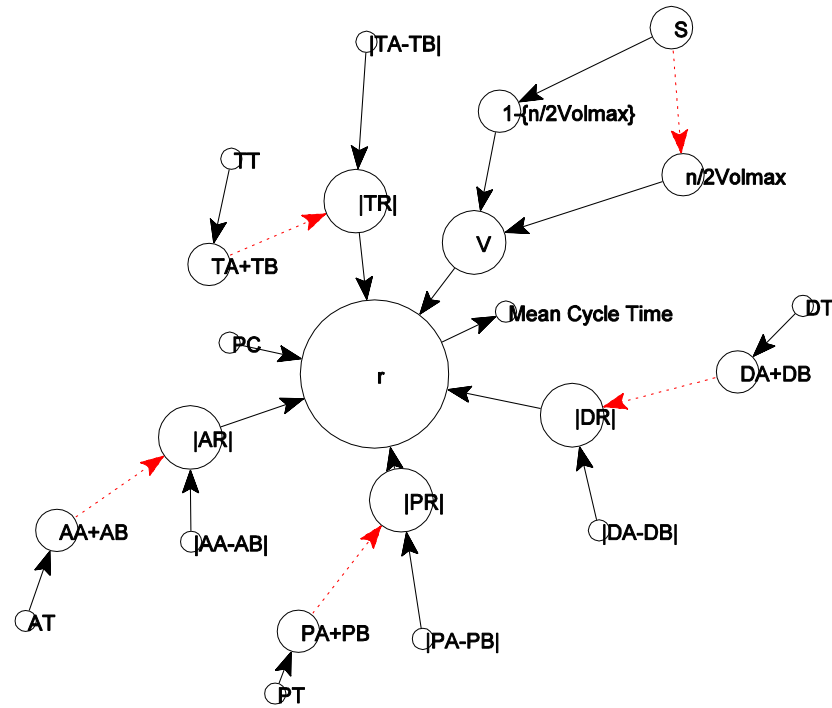 S
|TA-TB|
1-{n/2Volmax}
TT
n/2Volmax
|TR|
V
TA+TB
DT
Mean Cycle Time
PC
r
DA+DB
|DR|
|AR|
|PR|
AA+AB
|AA-AB|
|DA-DB|
AT
PA+PB
|PA-PB|
PT